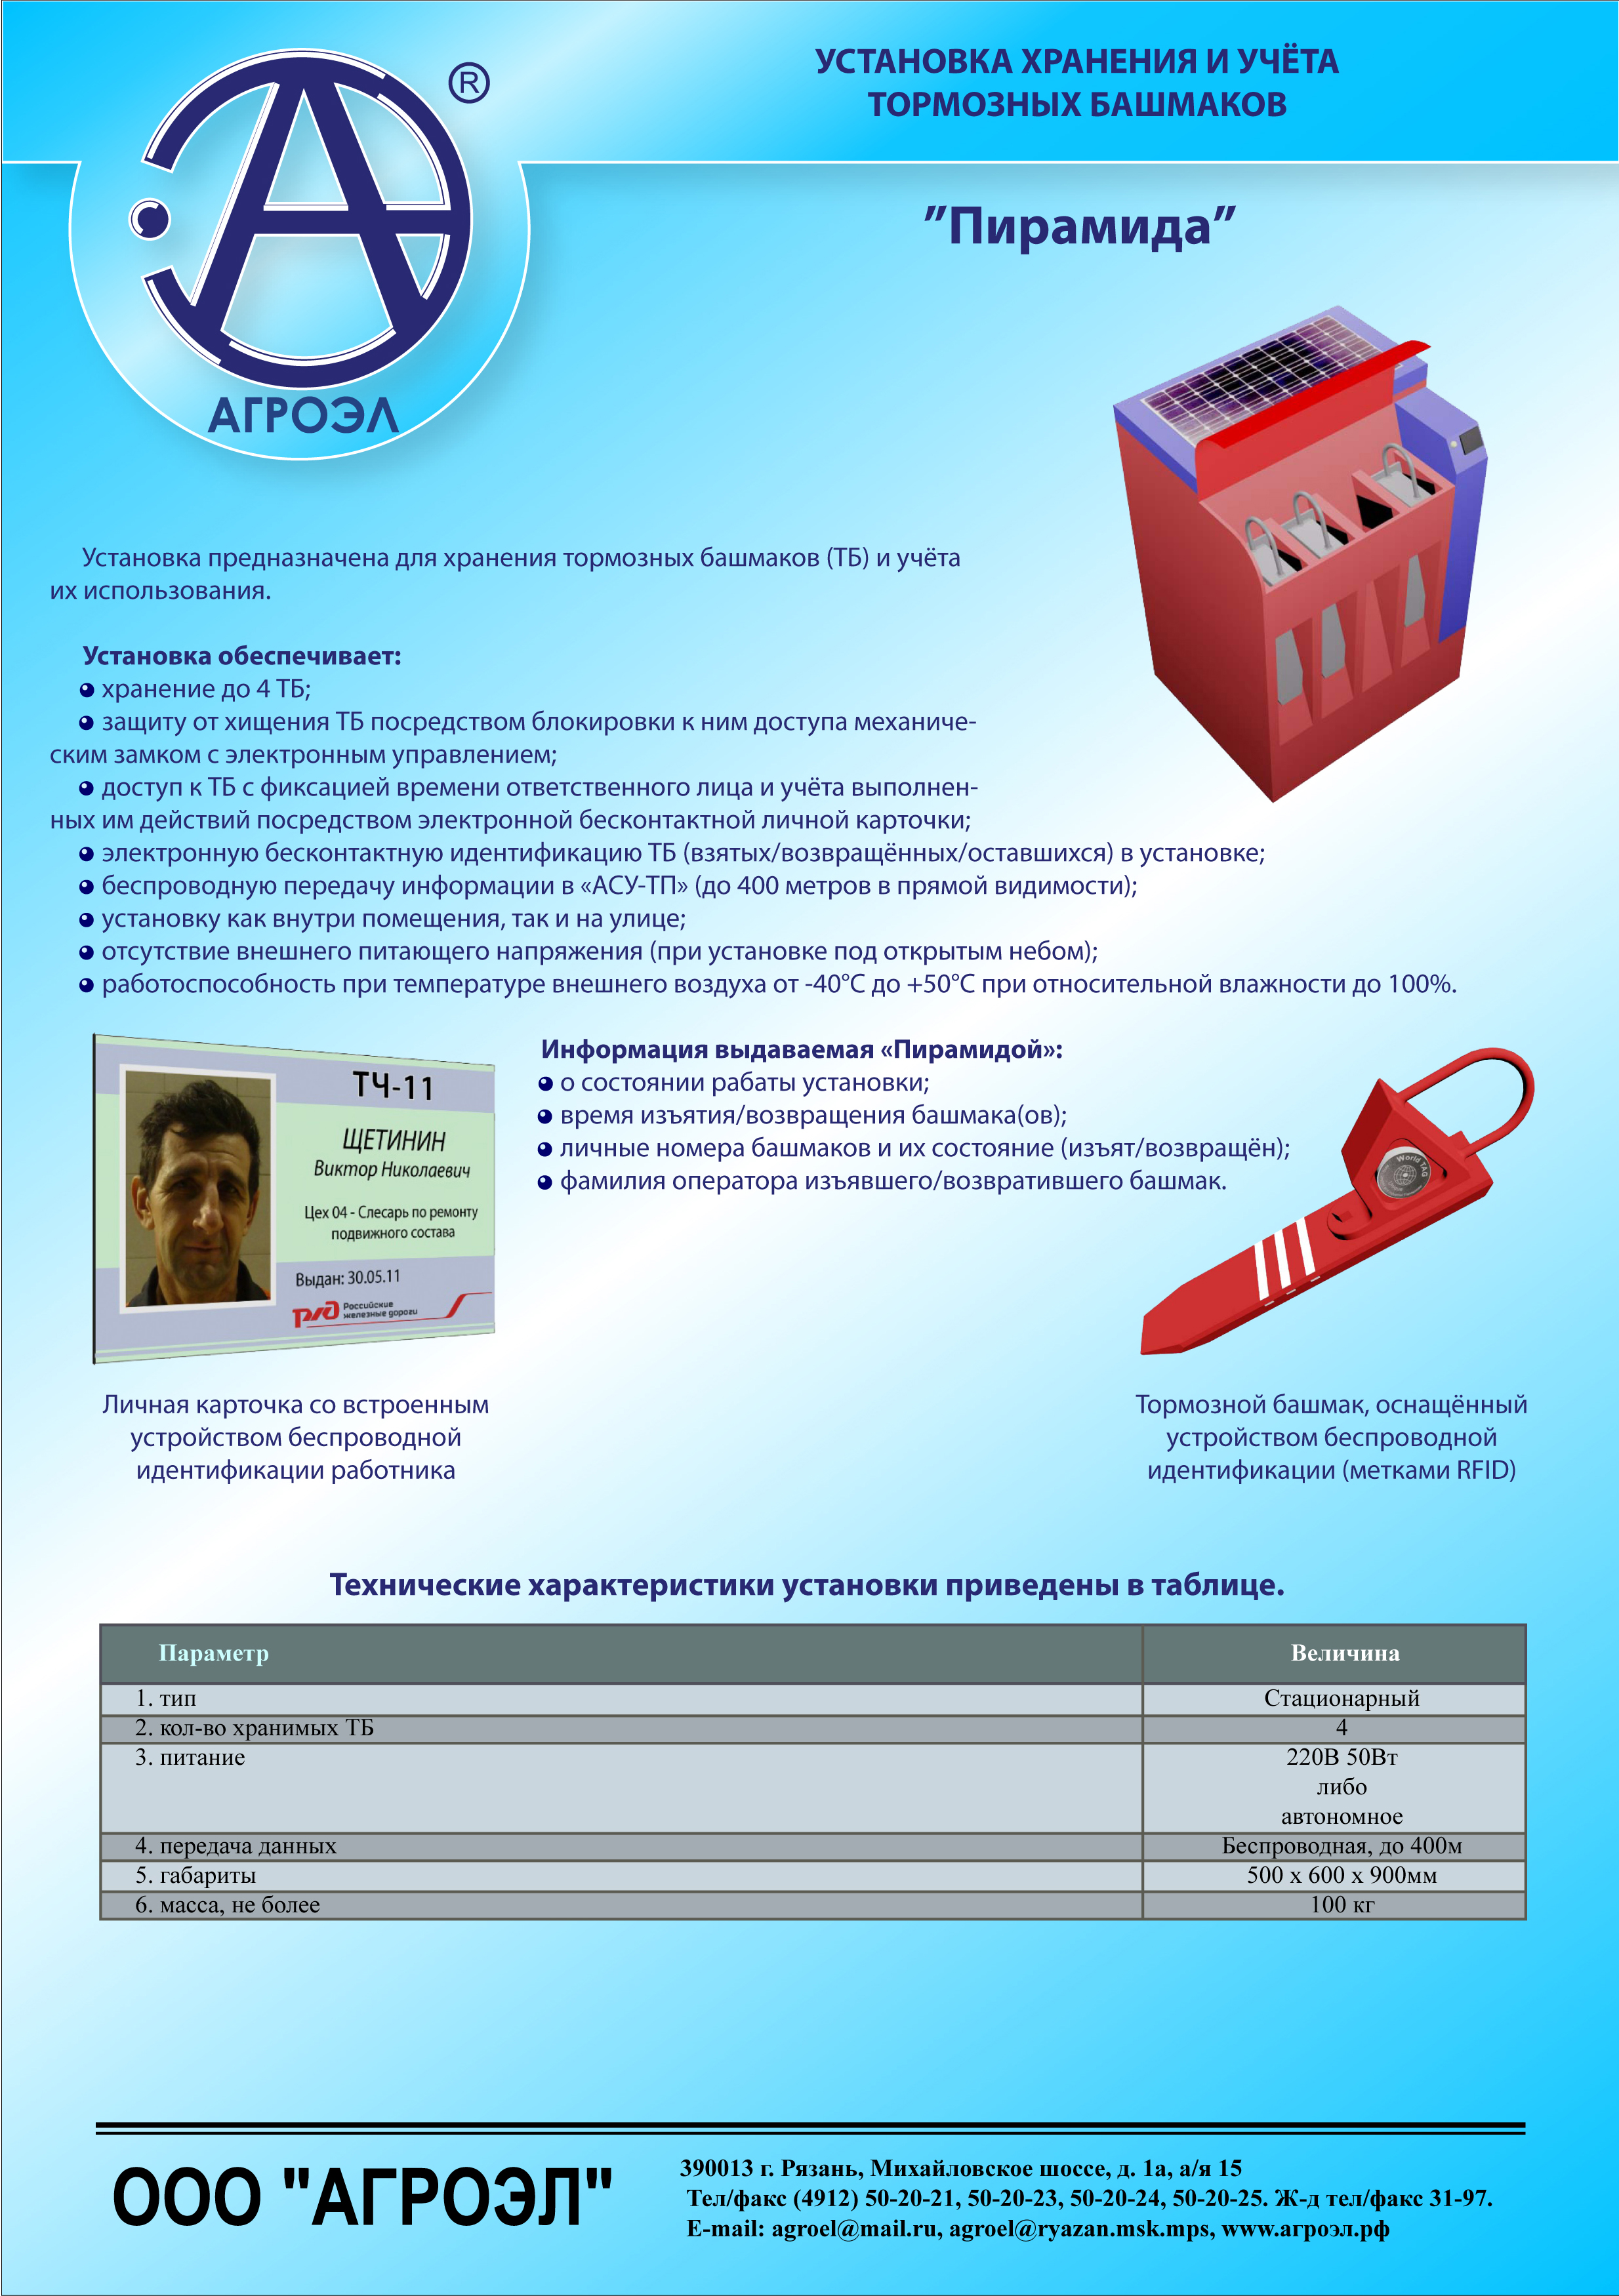 ®
УСТАНОВКА ХРАНЕНИЯ И УЧЁТА
ТОРМОЗНЫХ БАШМАКОВ
АГРОЭЛ
”Пирамида”
Установка предназначена для хранения тормозных башмаков (ТБ) и учёта
их использования.
Установка обеспечивает:
хранение до 4 ТБ;
защиту от хищения ТБ посредством блокировки к ним доступа механиче-
ским замком с электронным управлением;
доступ к ТБ с фиксацией времени ответственного лица и учёта выполнен-
ных им действий посредством электронной бесконтактной личной карточки;
электронную бесконтактную идентификацию ТБ (взятых/возвращённых/оставшихся) в установке;
беспроводную передачу информации в «АСУ-ТП» (до 400 метров в прямой видимости);
установку как внутри помещения, так и на улице;
отсутствие внешнего питающего напряжения (при установке под открытым небом);
работоспособность при температуре внешнего воздуха от -40°C до +50°C при относительной влажности до 100%.
ТЧ-11
ЩЕТИНИН
Виктор Николаевич
Цех 04 - Слесарь по ремонту
подвижного состава
Выдан: 30.05.11
РЖД Российские
железные дороги
Информация выдаваемая «Пирамидой»:
о состоянии рабаты установки;
время изъятия/возвращения башмака(ов);
личные номера башмаков и их состояние (изъят/возвращён);
фамилия оператора изъявшего/возвратившего башмак.
World TAG
Личная карточка со встроенным
устройством беспроводной
идентификации работника
Тормозной башмак, оснащённый
устройством беспроводной
идентификации (метками RFID)
Технические характеристики установки приведены в таблице.
Параметр Величина
1. тип Стационарный
2. кол-во хранимых ТБ 4
3. питание 220В 50Вт
либо
автономное
4. передача данных Беспроводная, до 400м
5. габариты 500 х 600 х 900мм
6. масса, не более 100 кг
ООО "АГРОЭЛ"
390013 г. Рязань, Михайловское шоссе, д. 1а, а/я 15
Тел/факс (4912) 50-20-21, 50-20-23, 50-20-24, 50-20-25. Ж-д тел/факс 31-97.
E-mail: agroel@mail.ru, agroel@ryazan.msk.mps, www.агроэл.рф